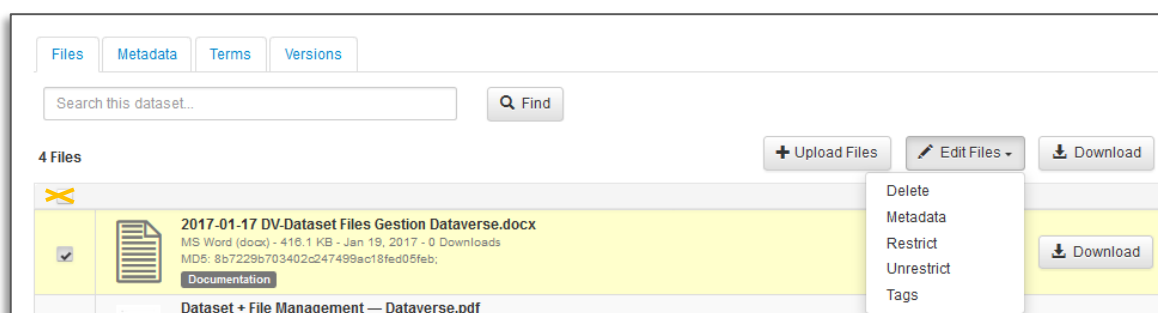 Files
Metadata
Terms
Versions
Search this dataset...
Find
4 Files
Upload Files
Edit Files
Download
Delete
Metadata
Restrict
Unrestrict
Tags
2017-01-17 DV-Dataset Files Gestion Dataverse.docx
MS Word (docx) - 416.1 KB - Jan 19, 2017 - 0 Downloads
MD5: 8b7229b703402c247499ac18fed05feb;
Documentation
Download
Dataset + File Management — Dataverse.pdf